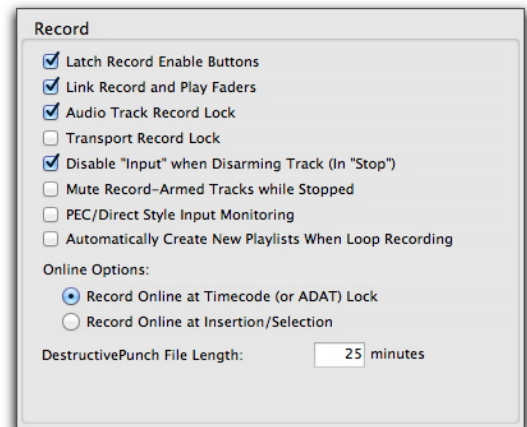 Record
Latch Record Enable Buttons
Link Record and Play Faders
Audio Track Record Lock
Transport Record Lock
Disable "Input" when Disarming Track (In "Stop")
Mute Record-Armed Tracks while Stopped
PEC/Direct Style Input Monitoring
Automatically Create New Playlists When Loop Recording
Online Options:
Record Online at Timecode (or ADAT) Lock
Record Online at Insertion/Selection
DestructivePunch File Length: 25 minutes